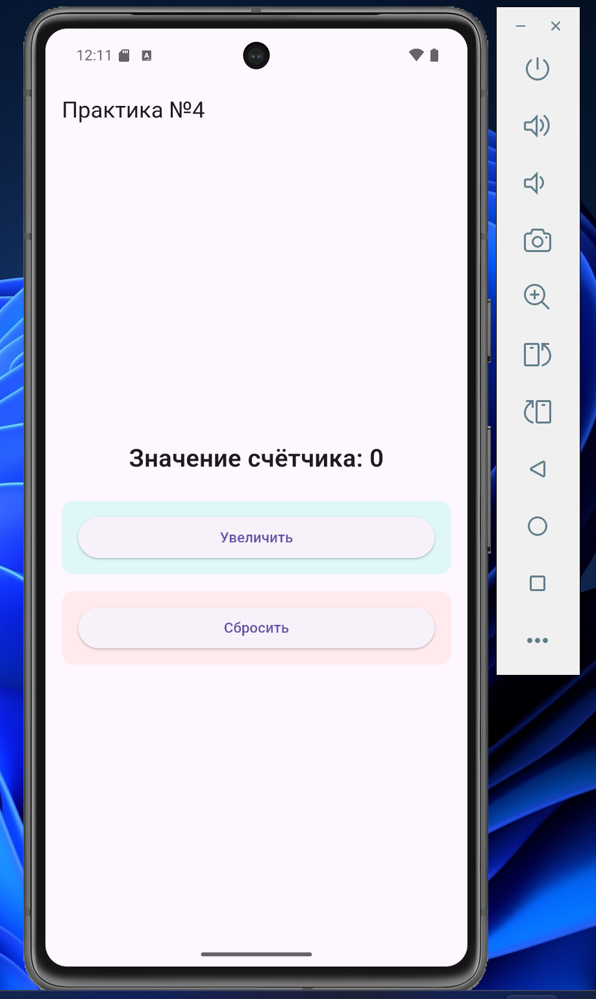 12:11
Практика №4
Значение счётчика: 0
Увеличить
Сбросить